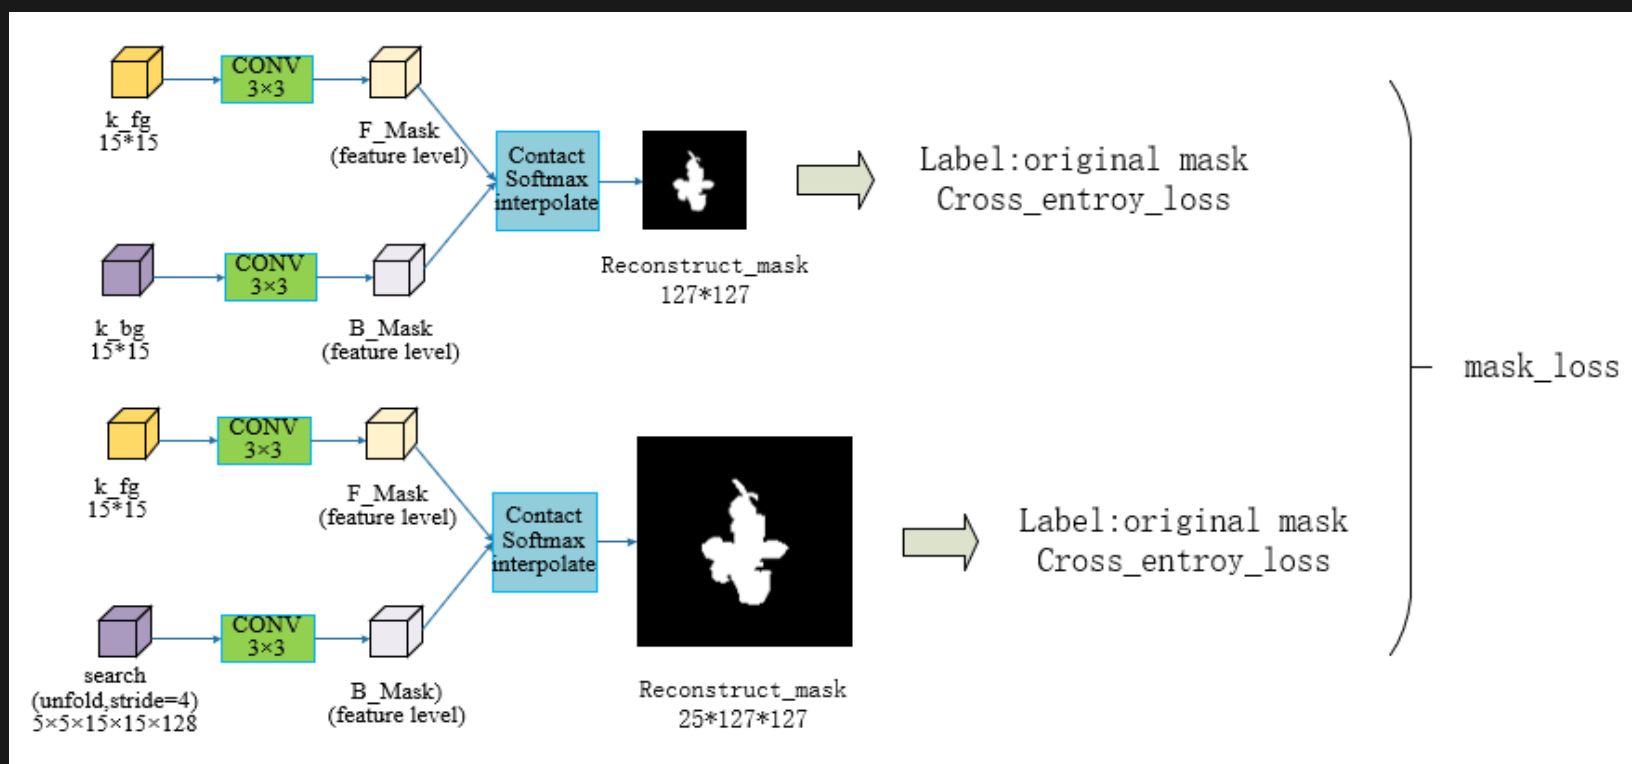 k_fg
15*15
CONV
3×3
F_Mask
(feature level)
k_bg
15*15
CONV
3×3
B_Mask
(feature level)
Contact
Softmax
interpolate
Reconstruct_mask
127*127
Label:original mask
Cross_entroy_loss
k_fg
15*15
CONV
3×3
F_Mask
(feature level)
search
(unfold,stride=4)
5×5×15×15×128
CONV
3×3
B_Mask)
(feature level)
Contact
Softmax
interpolate
Reconstruct_mask
25*127*127
Label:original mask
Cross_entroy_loss
mask_loss